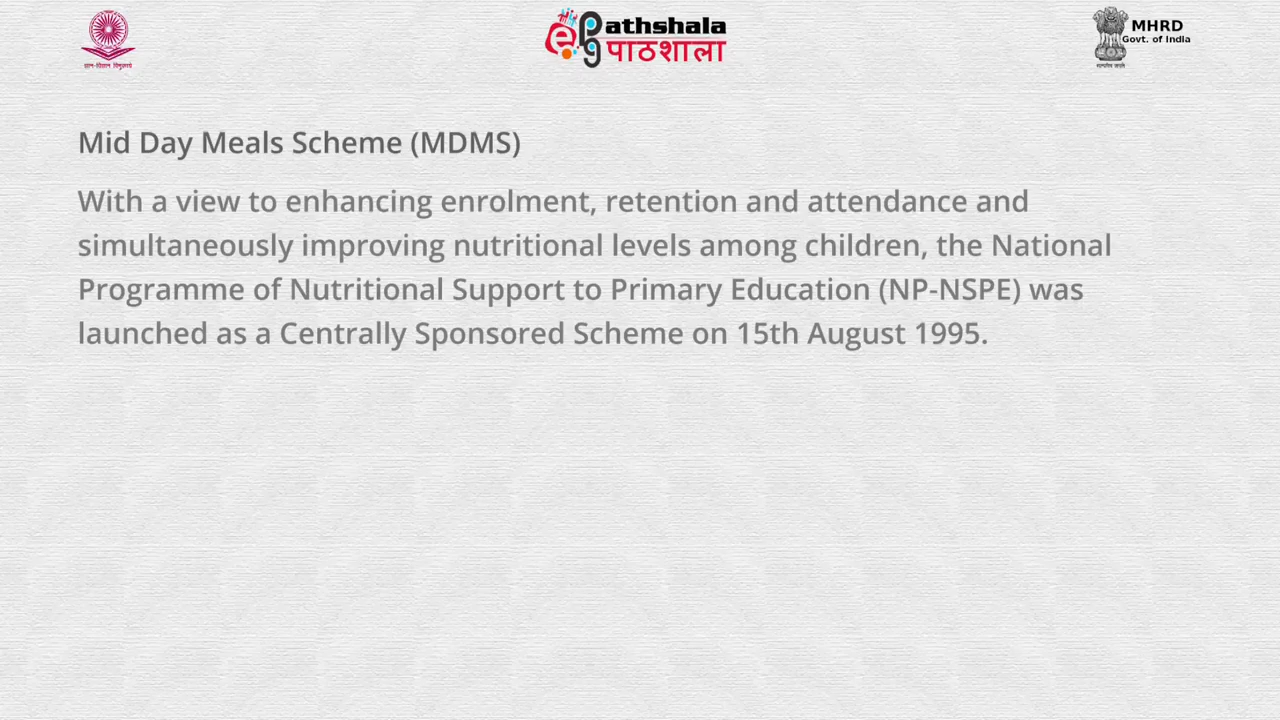 ePG Pathshala
पाठशाला
MHRD
Govt. of India
Mid Day Meals Scheme (MDMS)
With a view to enhancing enrolment, retention and attendance and
simultaneously improving nutritional levels among children, the National
Programme of Nutritional Support to Primary Education (NP-NSPE) was
launched as a Centrally Sponsored Scheme on 15th August 1995.